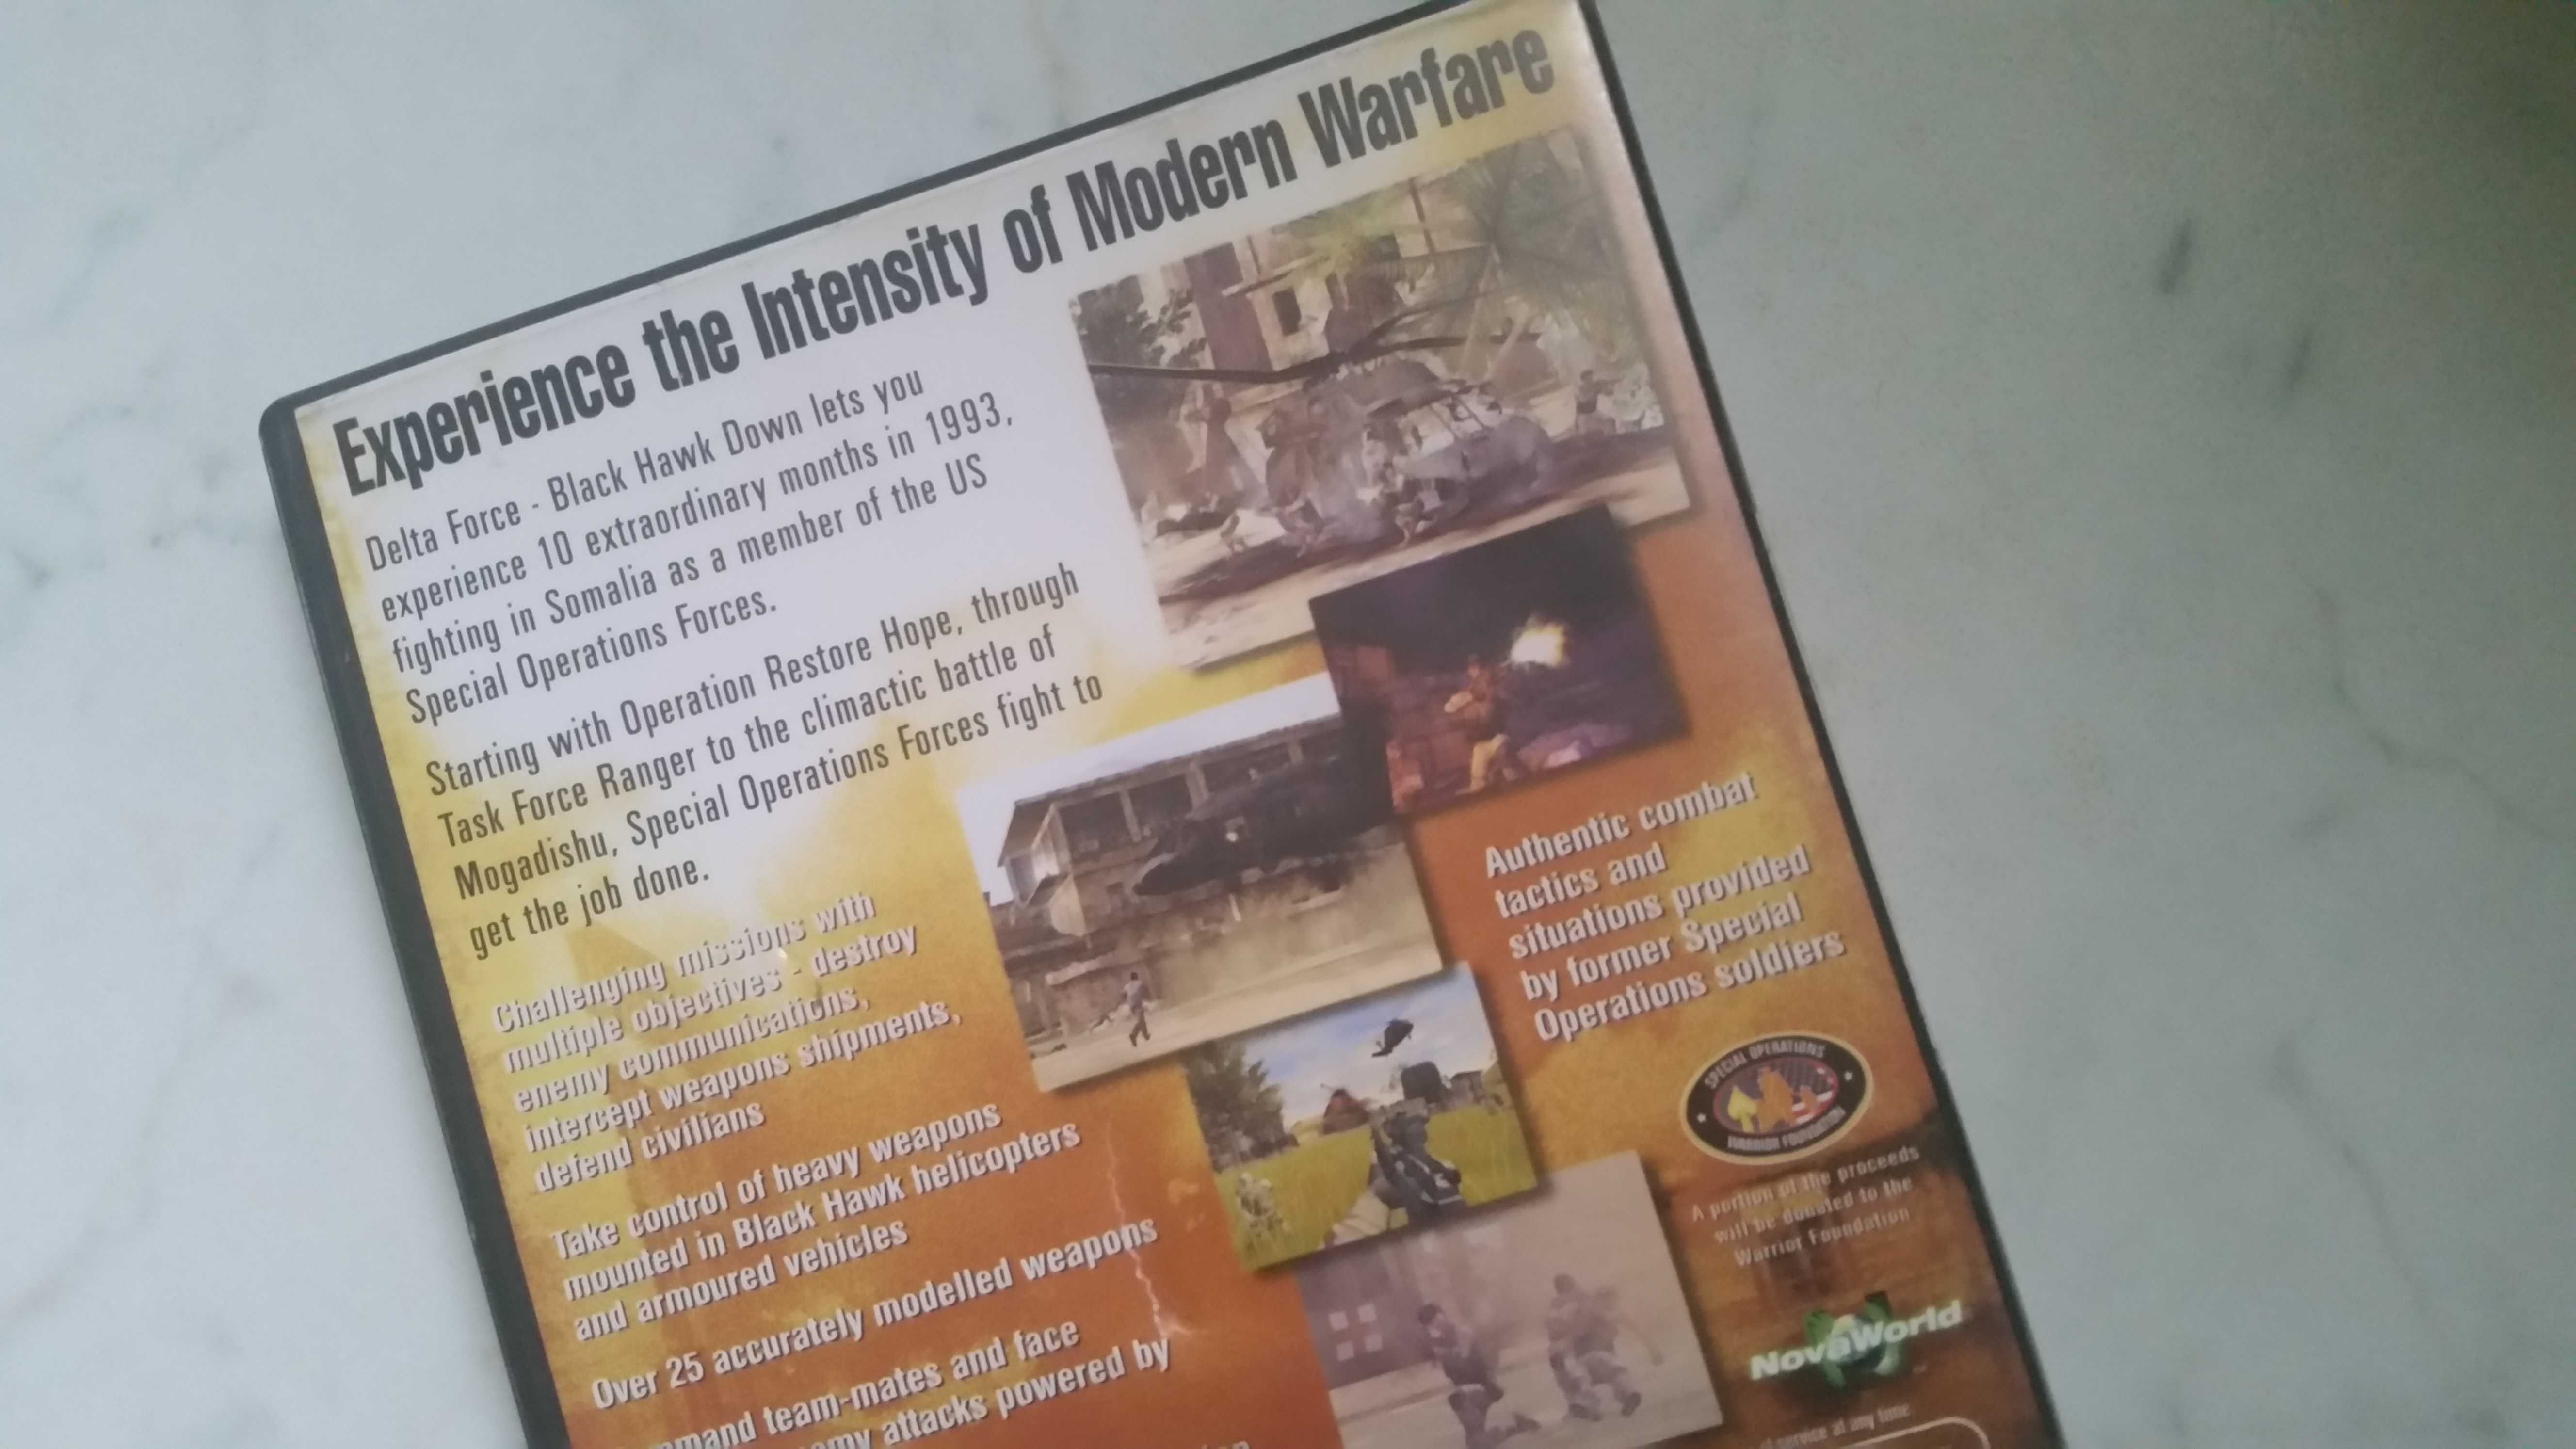 Experience the Intensity of Modern Warfare
Delta Force - Black Hawk Down lets you
experience 10 extraordinary months in 1993,
fighting in Somalia as a member of the US
Special Operations Forces.
Starting with Operation Restore Hope, through
Task Force Ranger to the climactic battle of
Mogadishu, Special Operations Forces fight to
get the job done.
Challenging missions with
multiple objectives - destroy
enemy communications,
intercept weapons shipments,
defend civilians
Take control of heavy weapons
mounted in Black Hawk helicopters
and armoured vehicles
Over 25 accurately modelled weapons
team-mates and face
attacks powered by
Authentic combat
tactics and
situations provided
by former Special
Operations soldiers
SPECIAL OPERATIONS
WARRIOR FOUNDATION
A portion of the proceeds
will be donated to the
Warrior Foundation
NovaWorld
service at any time